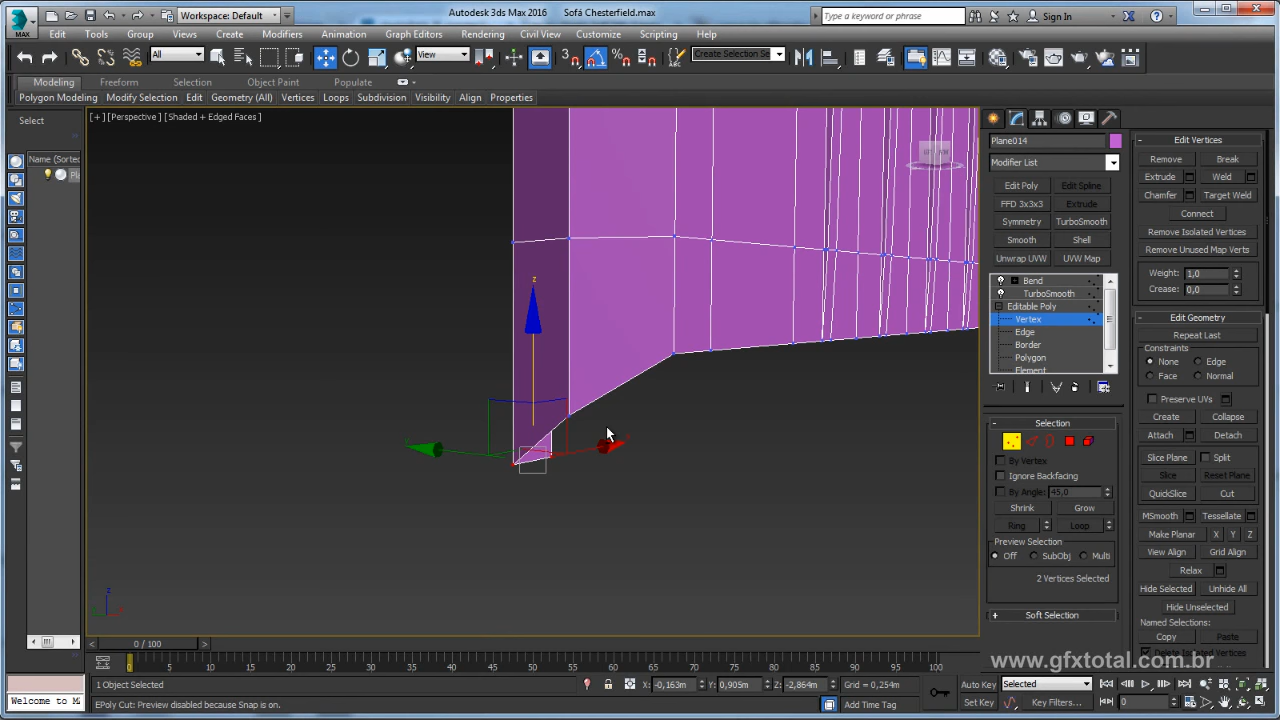 Workspace: Default
Autodesk 3ds Max 2016 Sofá Chesterfield.max
Type a keyword or phrase
Sign In
MAX
Edit Tools Group Views Create Modifiers Animation Graph Editors Rendering Civil View Customize Scripting Help
All
View
Create Selection Se
Modeling Freeform Selection Object Paint Populate
Polygon Modeling Modify Selection Edit Geometry (All) Vertices Loops Subdivision Visibility Align Properties
Select
Name (Sorted
[+] [Perspective] [Shaded + Edged Faces]
z
Plane014
Modifier List
Edit Poly Edit Spline
FFD 3x3x3 Extrude
Symmetry TurboSmooth
Smooth Shell
Unwrap UVW UVW Map
Bend
TurboSmooth
Editable Poly
Vertex
Edge
Border
Polygon
Element
Selection
By Vertex
Ignore Backfacing
By Angle: 45,0
Shrink Grow
Ring Loop
Preview Selection
Off SubObj Multi
2 Vertices Selected
Soft Selection
Edit Vertices
Remove Break
Extrude Weld
Chamfer Target Weld
Connect
Remove Isolated Vertices
Remove Unused Map Verts
Weight: 1,0
Crease: 0,0
Edit Geometry
Repeat Last
Constraints
None Edge
Face Normal
Preserve UVs
Create Collapse
Attach Detach
Slice Plane Split
Slice Reset Plane
QuickSlice Cut
MSmooth Tessellate
Make Planar X Y Z
View Align Grid Align
Relax
Hide Selected Unhide All
Hide Unselected
Named Selections:
Copy Paste
Delete Isolated Vertices
www.gfxtotal.com.br
0 / 100
0 5 10 15 20 25 30 35 40 45 50 55 60 65 70 75 80 85 90 95 100
1 Object Selected
X: -0,163m Y: 0,905m Z: -2,864m Grid = 0,254m
Auto Key Selected
Welcome to M
EPoly Cut: Preview disabled because Snap is on.
Add Time Tag
Set Key Key Filters...
0